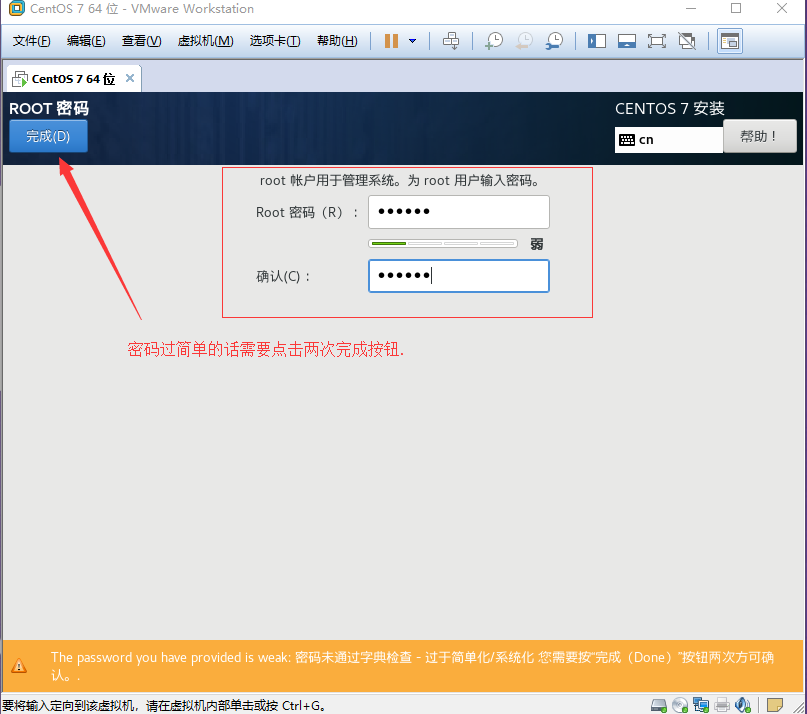 CentOS 7 64 位 - VMware Workstation
文件(F) 编辑(E) 查看(V) 虚拟机(M) 选项卡(T) 帮助(H)
CentOS 7 64 位
ROOT 密码
CENTOS 7 安装
完成(D)
cn
帮助！
root 帐户用于管理系统。为 root 用户输入密码。
Root 密码（R）：
●●●●●●
弱
确认(C)：
●●●●●●
密码过简单的话需要点击两次完成按钮.
The password you have provided is weak: 密码未通过字典检查 - 过于简单化/系统化 您需要按“完成（Done）”按钮两次方可确
认。.
要将输入定向到该虚拟机，请在虚拟机内部单击或按 Ctrl+G。